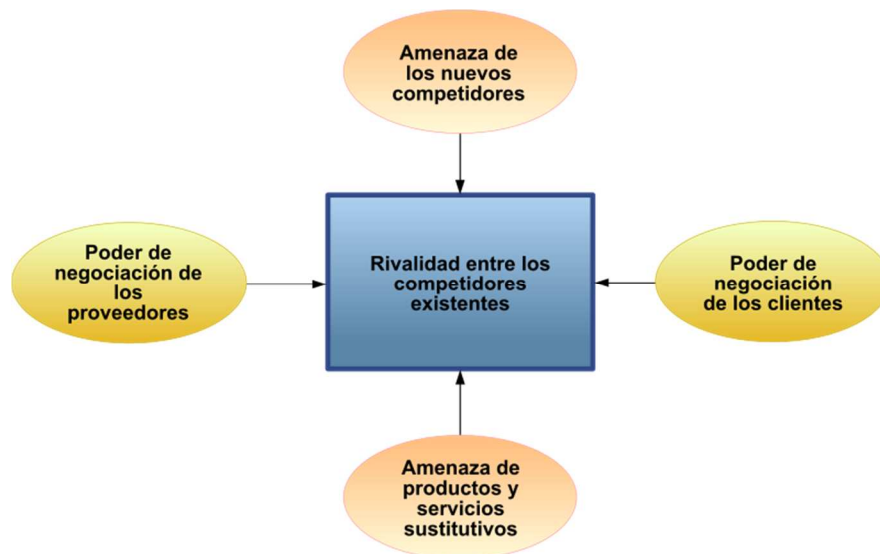 Amenaza de
los nuevos
competidores
Poder de
negociación de
los
proveedores
Rivalidad entre los
competidores
existentes
Poder de
negociación
de los clientes
Amenaza de
productos y
servicios
sustitutivos